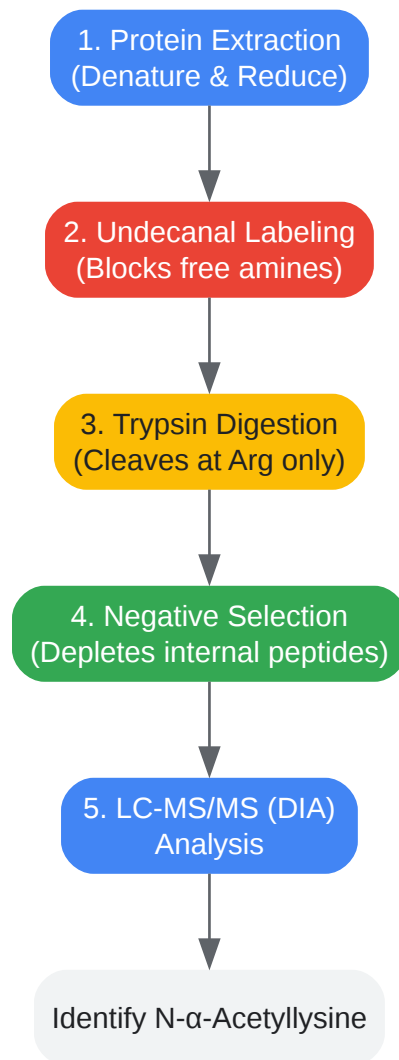 1. Protein Extraction
(Denature & Reduce)
2. Undecanal Labeling
(Blocks free amines)
3. Trypsin Digestion
(Cleaves at Arg only)
4. Negative Selection
(Depletes internal peptides)
5. LC-MS/MS (DIA)
Analysis
Identify N-α-Acetyllysine